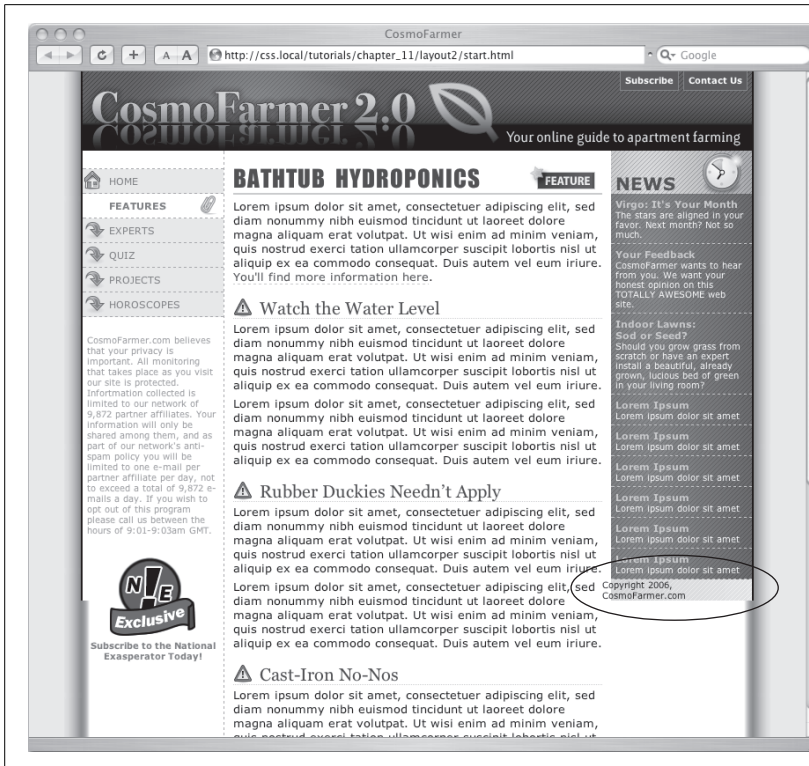 CosmoFarmer
A A
http://css.local/tutorials/chapter_11/layout2/start.html
Google
Subscribe
Contact Us
CosmoFarmer 2.0
Your online guide to apartment farming
HOME
FEATURES
EXPERTS
QUIZ
PROJECTS
HOROSCOPES
CosmoFarmer.com believes
that your privacy is
important. All monitoring
that takes place as you visit
our site is protected.
Information collected is
limited to our network of
9,872 partner affiliates. Your
information will only be
shared among them, and as
part of our network's anti-
spam policy you will be
limited to one e-mail per
partner affiliate per day, not
to exceed a total of 9,872 e-
mails a day. If you wish to
opt out of this program
please call us between the
hours of 9:01-9:03am GMT.
N!E
Exclusive
Subscribe to the National
Exasperator Today!
BATHTUB HYDROPONICS
FEATURE
Lorem ipsum dolor sit amet, consectetuer adipiscing elit, sed
diam nonummy nibh euismod tincidunt ut laoreet dolore
magna aliquam erat volutpat. Ut wisi enim ad minim veniam,
quis nostrud exerci tation ullamcorper suscipit lobortis nisl ut
aliquip ex ea commodo consequat. Duis autem vel eum iriure.
You'll find more information here.
Watch the Water Level
Lorem ipsum dolor sit amet, consectetuer adipiscing elit, sed
diam nonummy nibh euismod tincidunt ut laoreet dolore
magna aliquam erat volutpat. Ut wisi enim ad minim veniam,
quis nostrud exerci tation ullamcorper suscipit lobortis nisl ut
aliquip ex ea commodo consequat. Duis autem vel eum iriure.
Lorem ipsum dolor sit amet, consectetuer adipiscing elit, sed
diam nonummy nibh euismod tincidunt ut laoreet dolore
magna aliquam erat volutpat. Ut wisi enim ad minim veniam,
quis nostrud exerci tation ullamcorper suscipit lobortis nisl ut
aliquip ex ea commodo consequat. Duis autem vel eum iriure.
Rubber Duckies Needn't Apply
Lorem ipsum dolor sit amet, consectetuer adipiscing elit, sed
diam nonummy nibh euismod tincidunt ut laoreet dolore
magna aliquam erat volutpat. Ut wisi enim ad minim veniam,
quis nostrud exerci tation ullamcorper suscipit lobortis nisl ut
aliquip ex ea commodo consequat. Duis autem vel eum iriure.
Lorem ipsum dolor sit amet, consectetuer adipiscing elit, sed
diam nonummy nibh euismod tincidunt ut laoreet dolore
magna aliquam erat volutpat. Ut wisi enim ad minim veniam,
quis nostrud exerci tation ullamcorper suscipit lobortis nisl ut
aliquip ex ea commodo consequat. Duis autem vel eum iriure.
Cast-Iron No-Nos
Lorem ipsum dolor sit amet, consectetuer adipiscing elit, sed
diam nonummy nibh euismod tincidunt ut laoreet dolore
magna aliquam erat volutpat. Ut wisi enim ad minim veniam,
quis nostrud exerci tation ullamcorper suscipit lobortis nisl ut
NEWS
Virgo: It's Your Month
The stars are aligned in your
favor. Next month? Not so
much.
Your Feedback
CosmoFarmer wants to hear
from you. We want your
honest opinion on this
TOTALLY AWESOME web
site.
Indoor Lawns:
Sod or Seed?
Should you grow grass from
scratch or have an expert
install a beautiful, already
grown, lucious bed of green
in your living room?
Lorem Ipsum
Lorem ipsum dolor sit amet
Lorem Ipsum
Lorem ipsum dolor sit amet
Lorem Ipsum
Lorem ipsum dolor sit amet
Lorem Ipsum
Lorem ipsum dolor sit amet
Lorem Ipsum
Lorem ipsum dolor sit amet
Lorem Ipsum
Lorem ipsum dolor sit amet
Copyright 2006,
CosmoFarmer.com